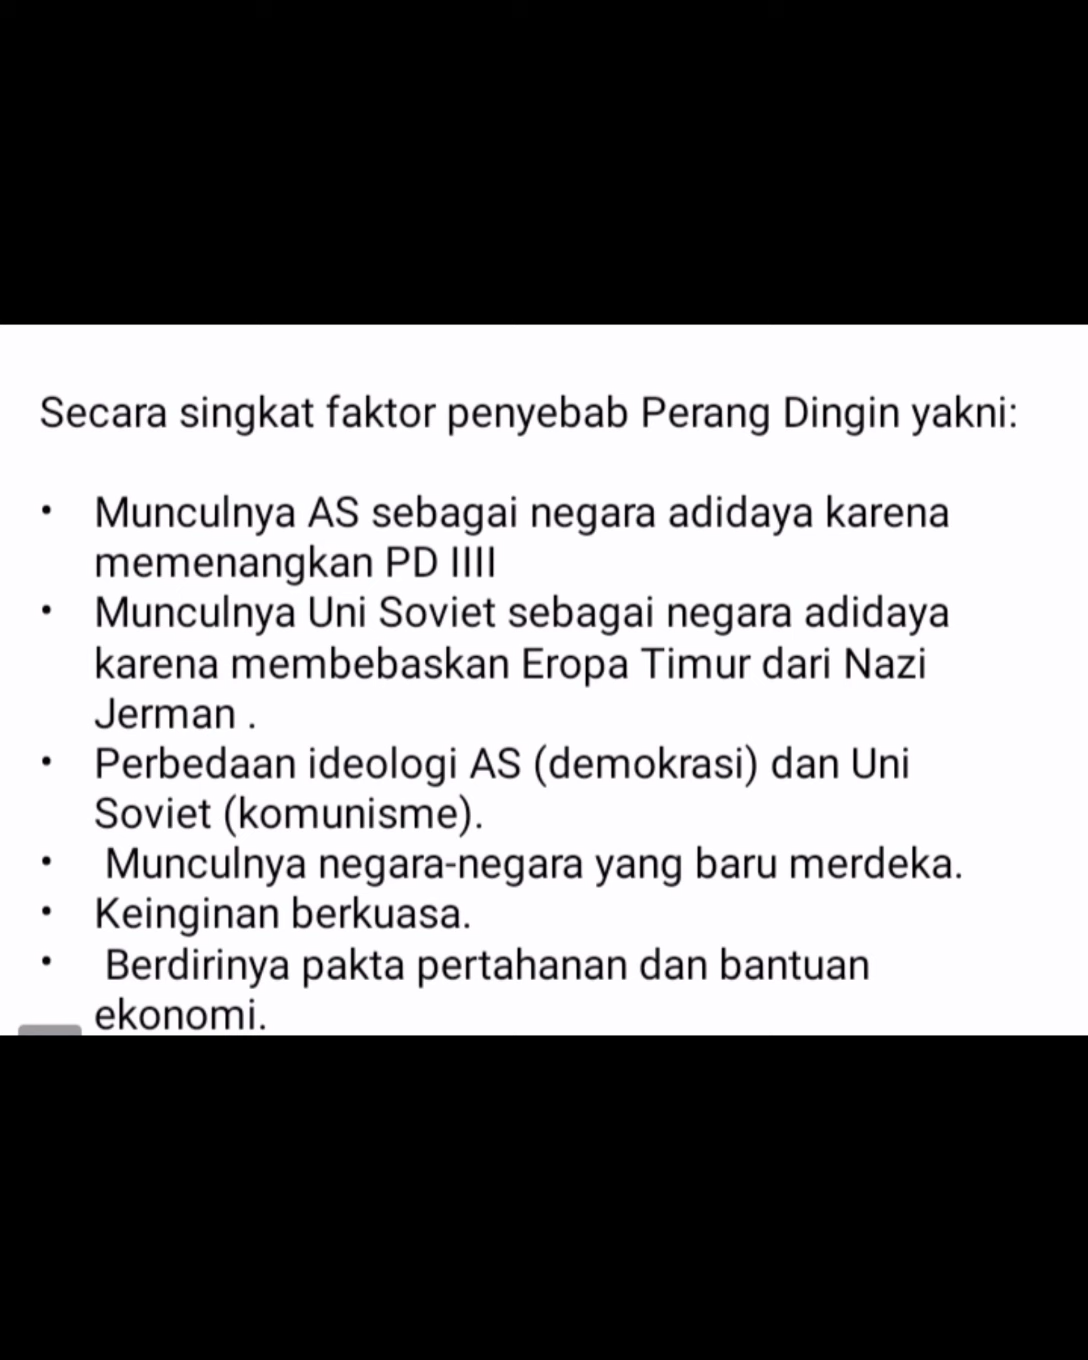 Secara singkat faktor penyebab Perang Dingin yakni:
• Munculnya AS sebagai negara adidaya karena
memenangkan PD IIII
• Munculnya Uni Soviet sebagai negara adidaya
karena membebaskan Eropa Timur dari Nazi
Jerman .
• Perbedaan ideologi AS (demokrasi) dan Uni
Soviet (komunisme).
• Munculnya negara-negara yang baru merdeka.
• Keinginan berkuasa.
• Berdirinya pakta pertahanan dan bantuan
ekonomi.